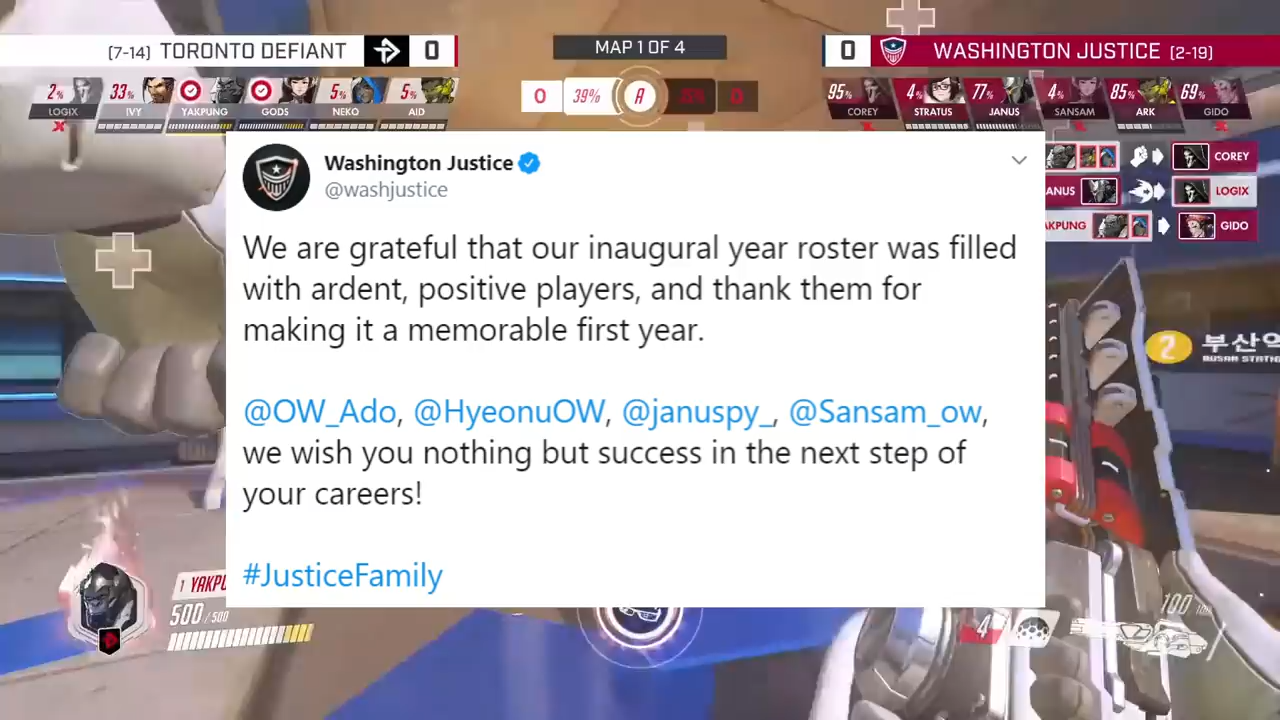 [7-14] TORONTO DEFIANT 0
MAP 1 OF 4
0 WASHINGTON JUSTICE [2-19]
2% 33% 5% 5%
LOGIX IVY YAKPUNG GODS NEKO AID
0 39% A 0
95% 4% 77% 4% 85% 69%
COREY STRATUS JANUS SANSAM ARK GIDO
COREY
ANUS LOGIX
AKPUNG GIDO
Washington Justice
@washjustice
We are grateful that our inaugural year roster was filled
with ardent, positive players, and thank them for
making it a memorable first year.
@OW_Ado, @HyeonuOW, @januspy_, @Sansam_ow,
we wish you nothing but success in the next step of
your careers!
#JusticeFamily
2 부산역
BUSAN STATIO
1 YAKPU
500 / 500
4
100